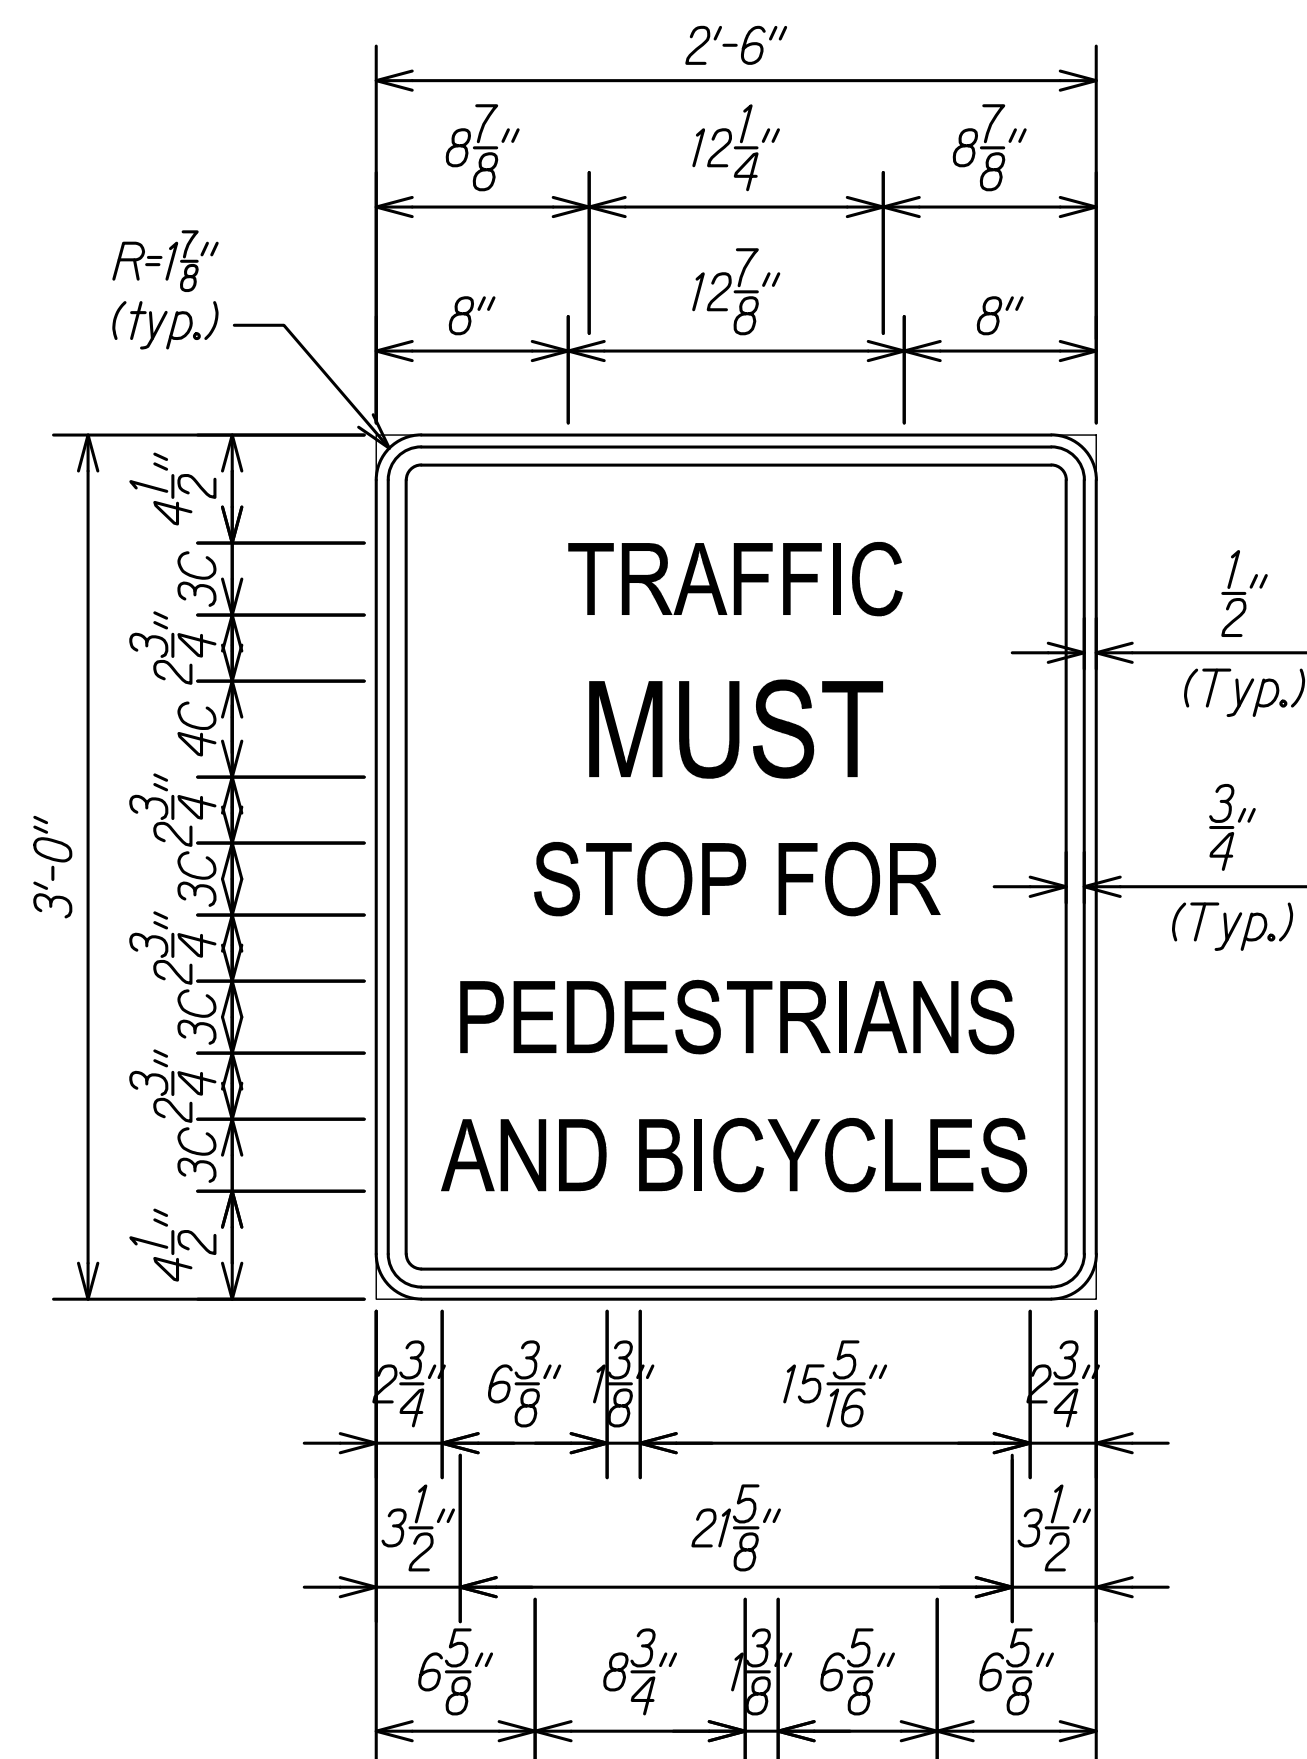 2'-6"
8 7/8" 12 1/4" 8 7/8"
R=1 7/8"
(typ.)
8" 12 7/8" 8"
4 1/2"
3C
2 3/4"
4C
2 3/4"
3C
2 3/4"
3C
2 3/4"
3C
4 1/2"
3'-0"
TRAFFIC
MUST
STOP FOR
PEDESTRIANS
AND BICYCLES
1/2"
(Typ.)
3/4"
(Typ.)
2 3/4" 6 3/8" 1 3/8" 15 5/16" 2 3/4"
3 1/2" 21 5/8" 3 1/2"
6 5/8" 8 3/4" 1 3/8" 6 5/8" 6 5/8"